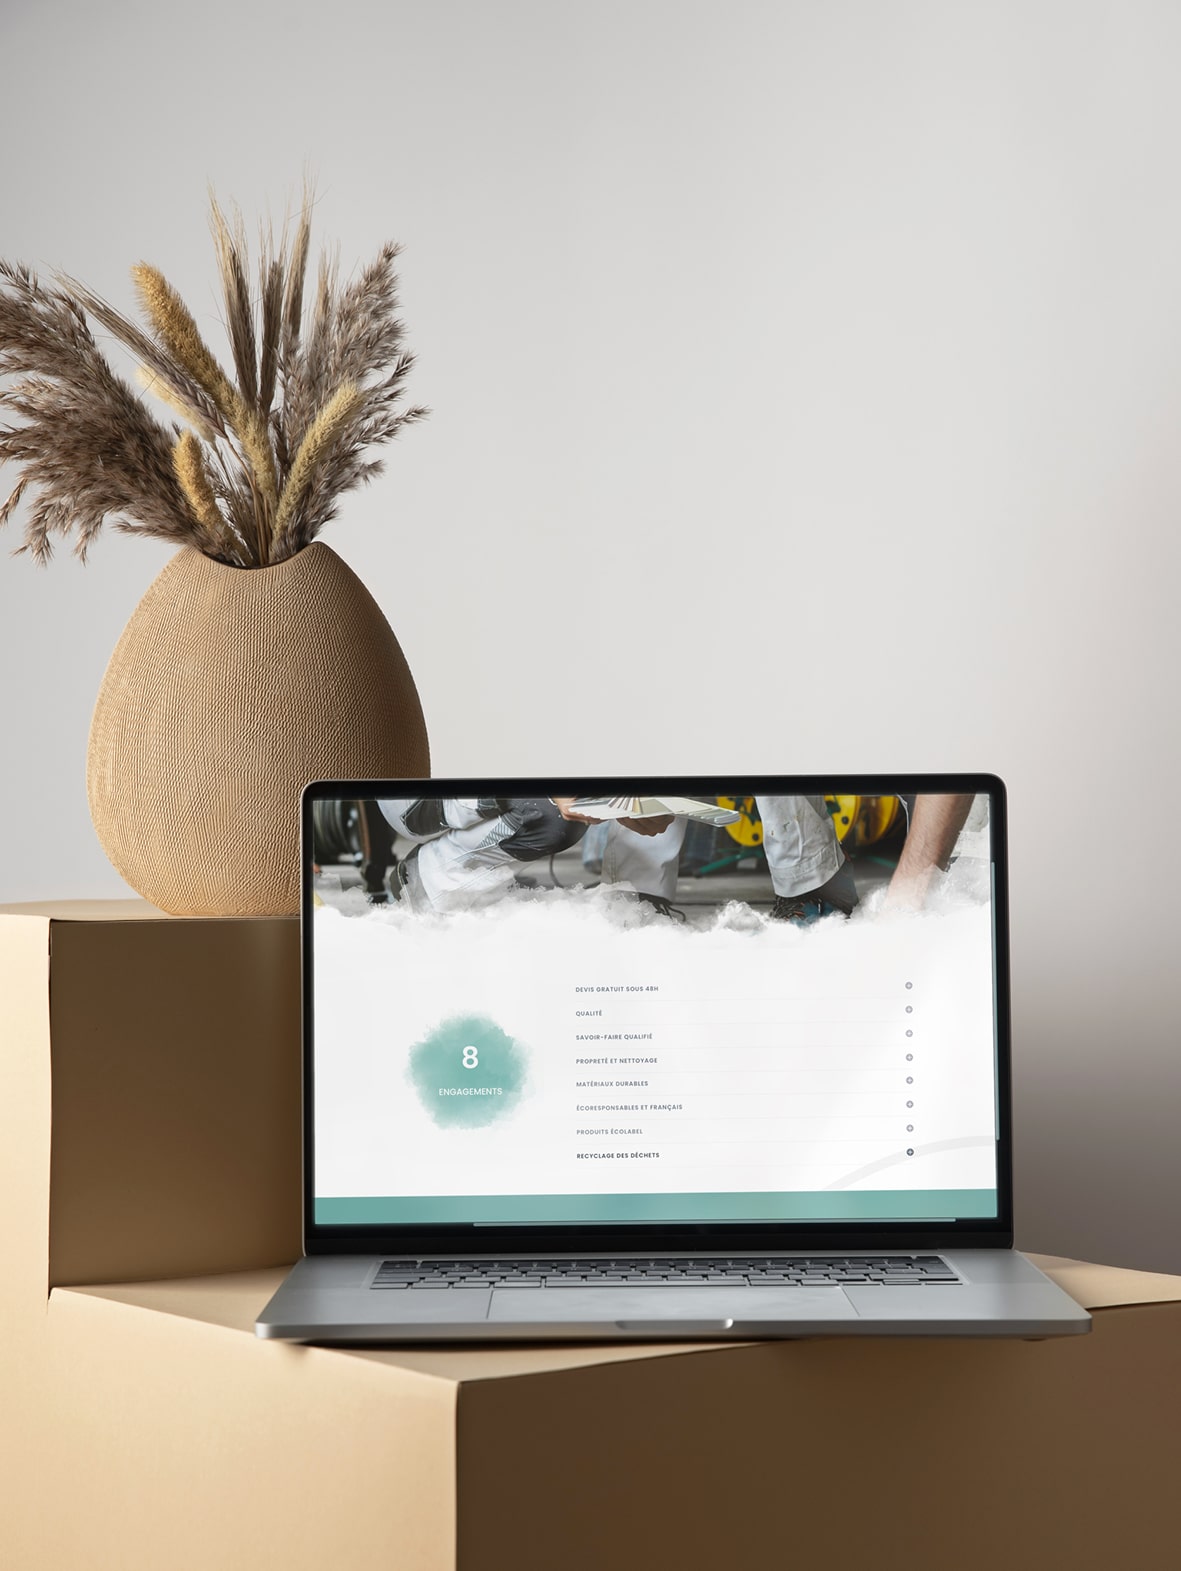 8
ENGAGEMENTS
DEVIS GRATUIT SOUS 48H
QUALITÉ
SAVOIR-FAIRE QUALIFIÉ
PROPRETÉ ET NETTOYAGE
MATÉRIAUX DURABLES
ÉCORESPONSABLES ET FRANÇAIS
PRODUITS ÉCOLABEL
RECYCLAGE DES DÉCHETS